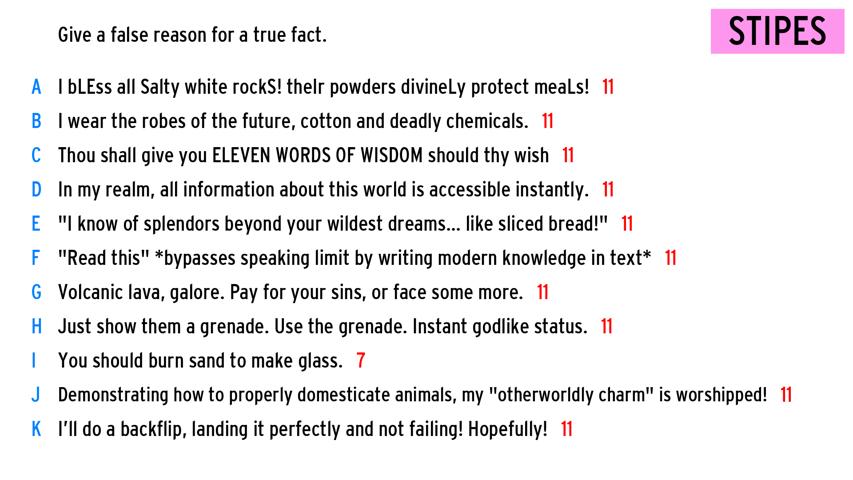 Give a false reason for a true fact.
STIPES
A I bLEss all Salty white rockS! theIr powders divineLy protect meaLs! 11
B I wear the robes of the future, cotton and deadly chemicals. 11
C Thou shall give you ELEVEN WORDS OF WISDOM should thy wish 11
D In my realm, all information about this world is accessible instantly. 11
E "I know of splendors beyond your wildest dreams... like sliced bread!" 11
F "Read this" *bypasses speaking limit by writing modern knowledge in text* 11
G Volcanic lava, galore. Pay for your sins, or face some more. 11
H Just show them a grenade. Use the grenade. Instant godlike status. 11
I You should burn sand to make glass. 7
J Demonstrating how to properly domesticate animals, my "otherworldly charm" is worshipped! 11
K I'll do a backflip, landing it perfectly and not failing! Hopefully! 11